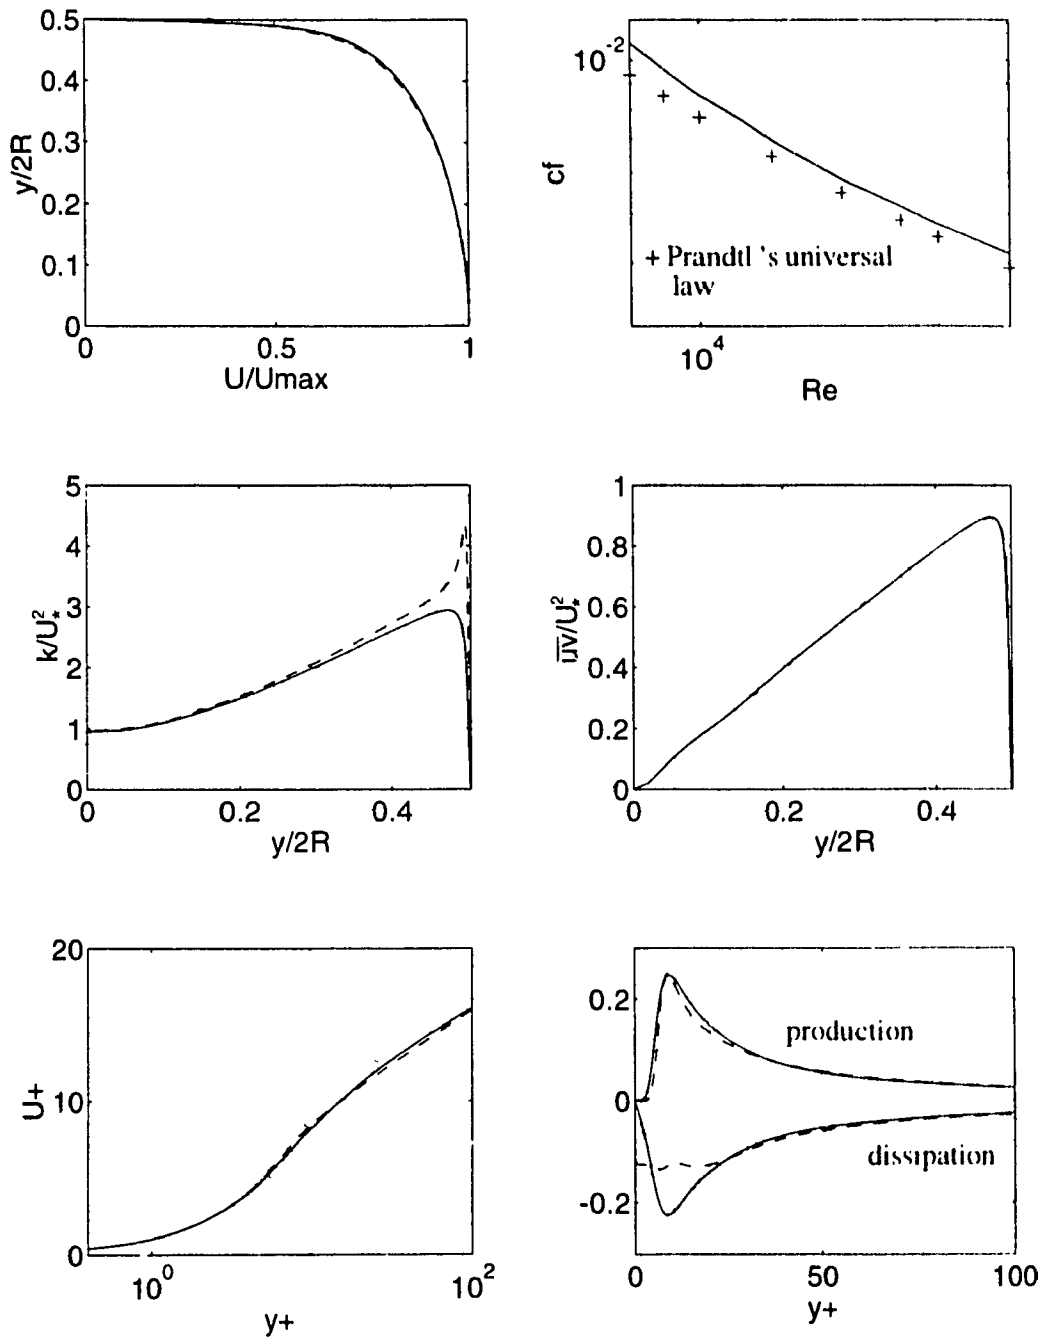 0.5
0.4
0.3
0.2
0.1
0
y/2R
0
0.5
1
U/Umax
10-2
cf
+ Prandtl 's universal
law
10^4
Re
5
4
3
2
1
0
k/U*^2
0
0.2
0.4
y/2R
1
0.8
0.6
0.4
0.2
0
uv/U*^2
0
0.2
0.4
y/2R
20
10
0
U+
10^0
10^2
y+
0.2
0
-0.2
production
dissipation
0
50
100
y+